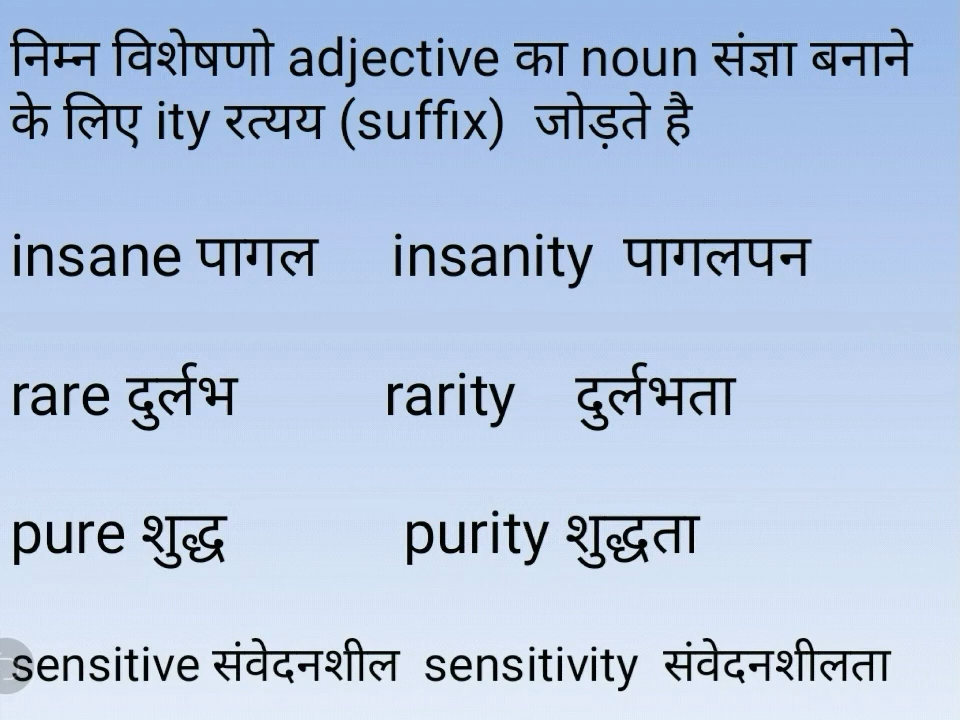 निम्न विशेषणो adjective का noun संज्ञा बनाने
के लिए ity रत्यय (suffix) जोड़ते है
insane पागल insanity पागलपन
rare दुर्लभ rarity दुर्लभता
pure शुद्ध purity शुद्धता
sensitive संवेदनशील sensitivity संवेदनशीलता